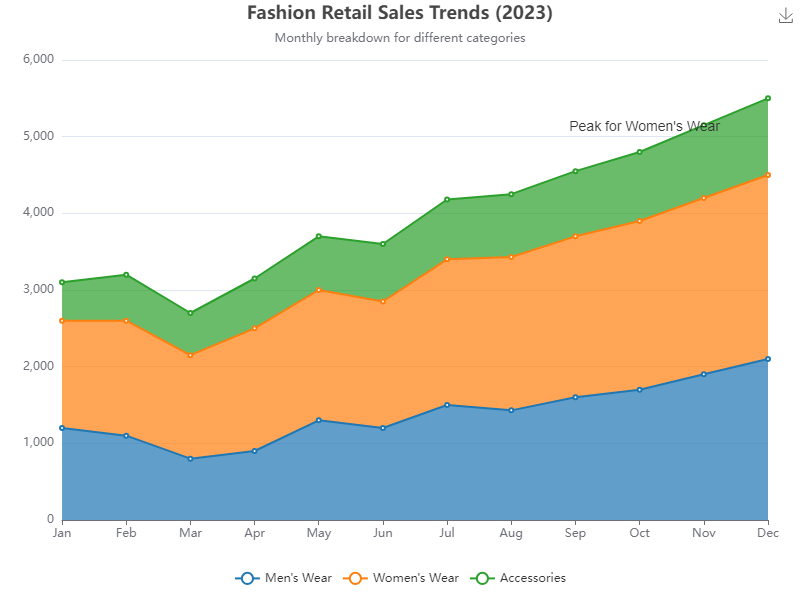 Fashion Retail Sales Trends (2023)
Monthly breakdown for different categories
6,000
5,000
4,000
3,000
2,000
1,000
0
Peak for Women's Wear
Jan Feb Mar Apr May Jun Jul Aug Sep Oct Nov Dec
Men's Wear Women's Wear Accessories